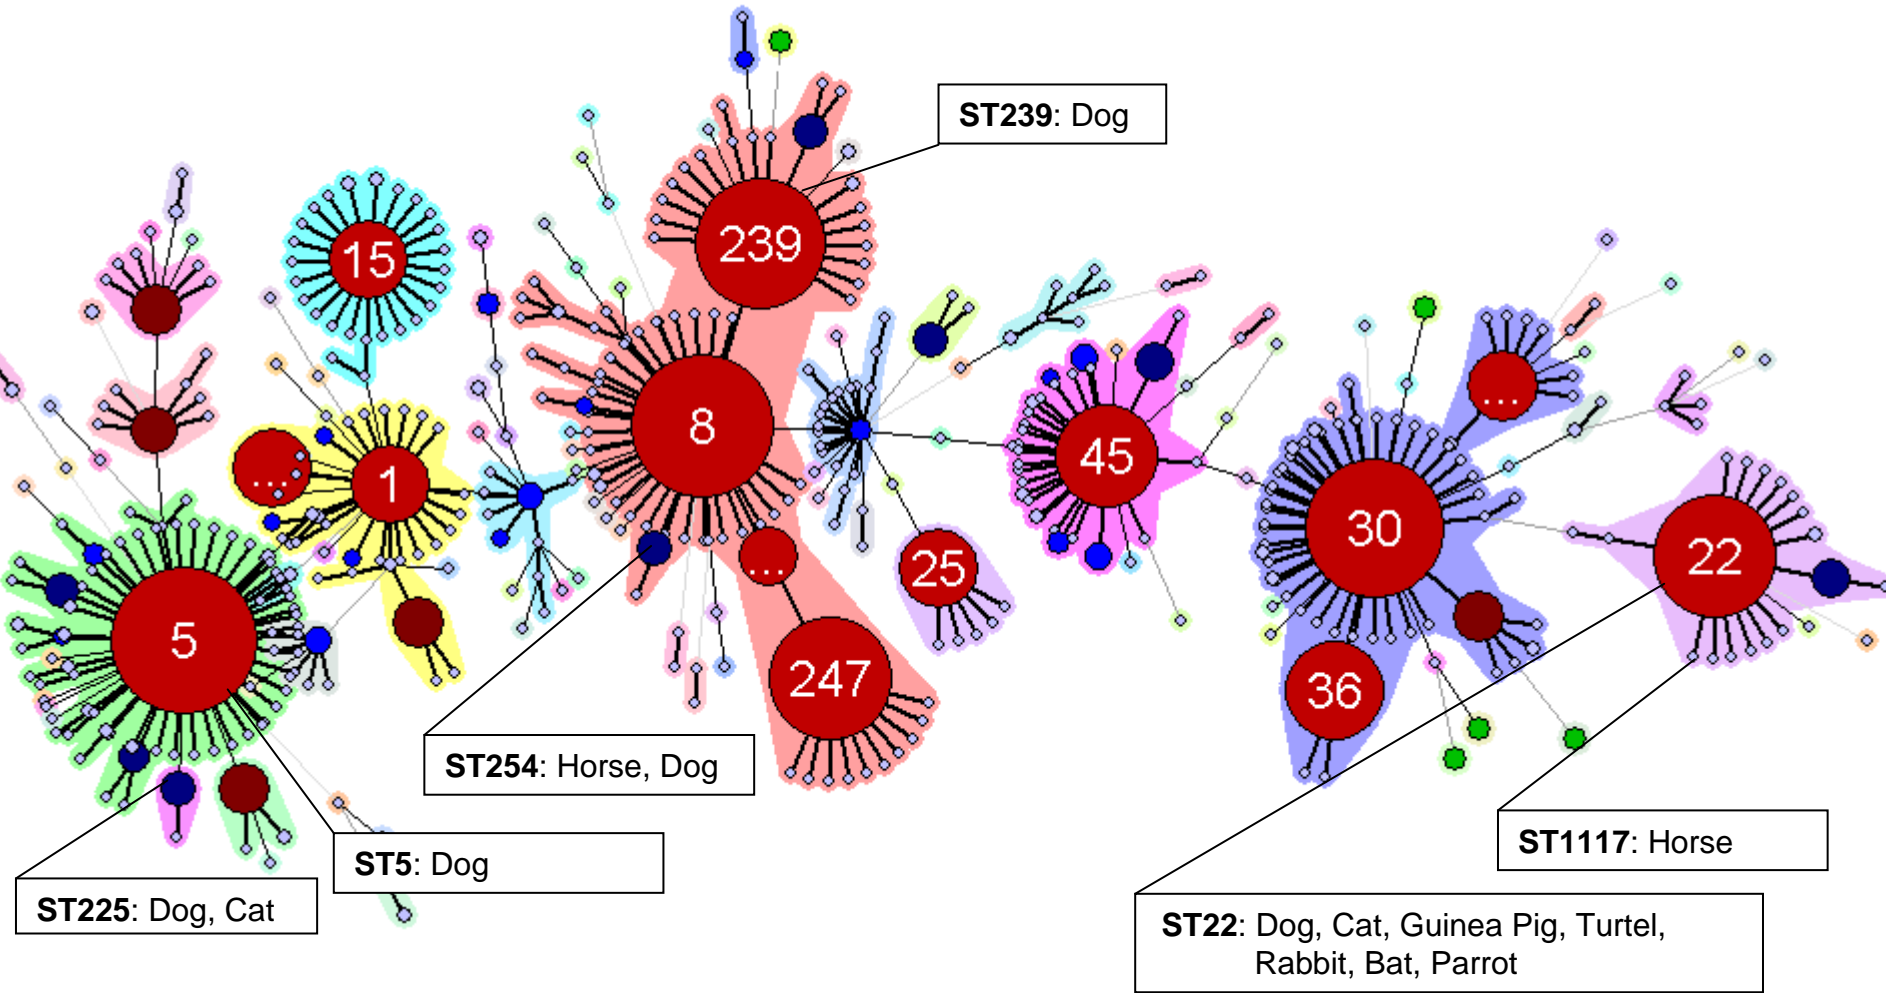 ST239: Dog
15
239
8
1
45
...
...
30
22
5
25
...
36
247
ST254: Horse, Dog
ST5: Dog
ST1117: Horse
ST225: Dog, Cat
ST22: Dog, Cat, Guinea Pig, Turtel,
Rabbit, Bat, Parrot